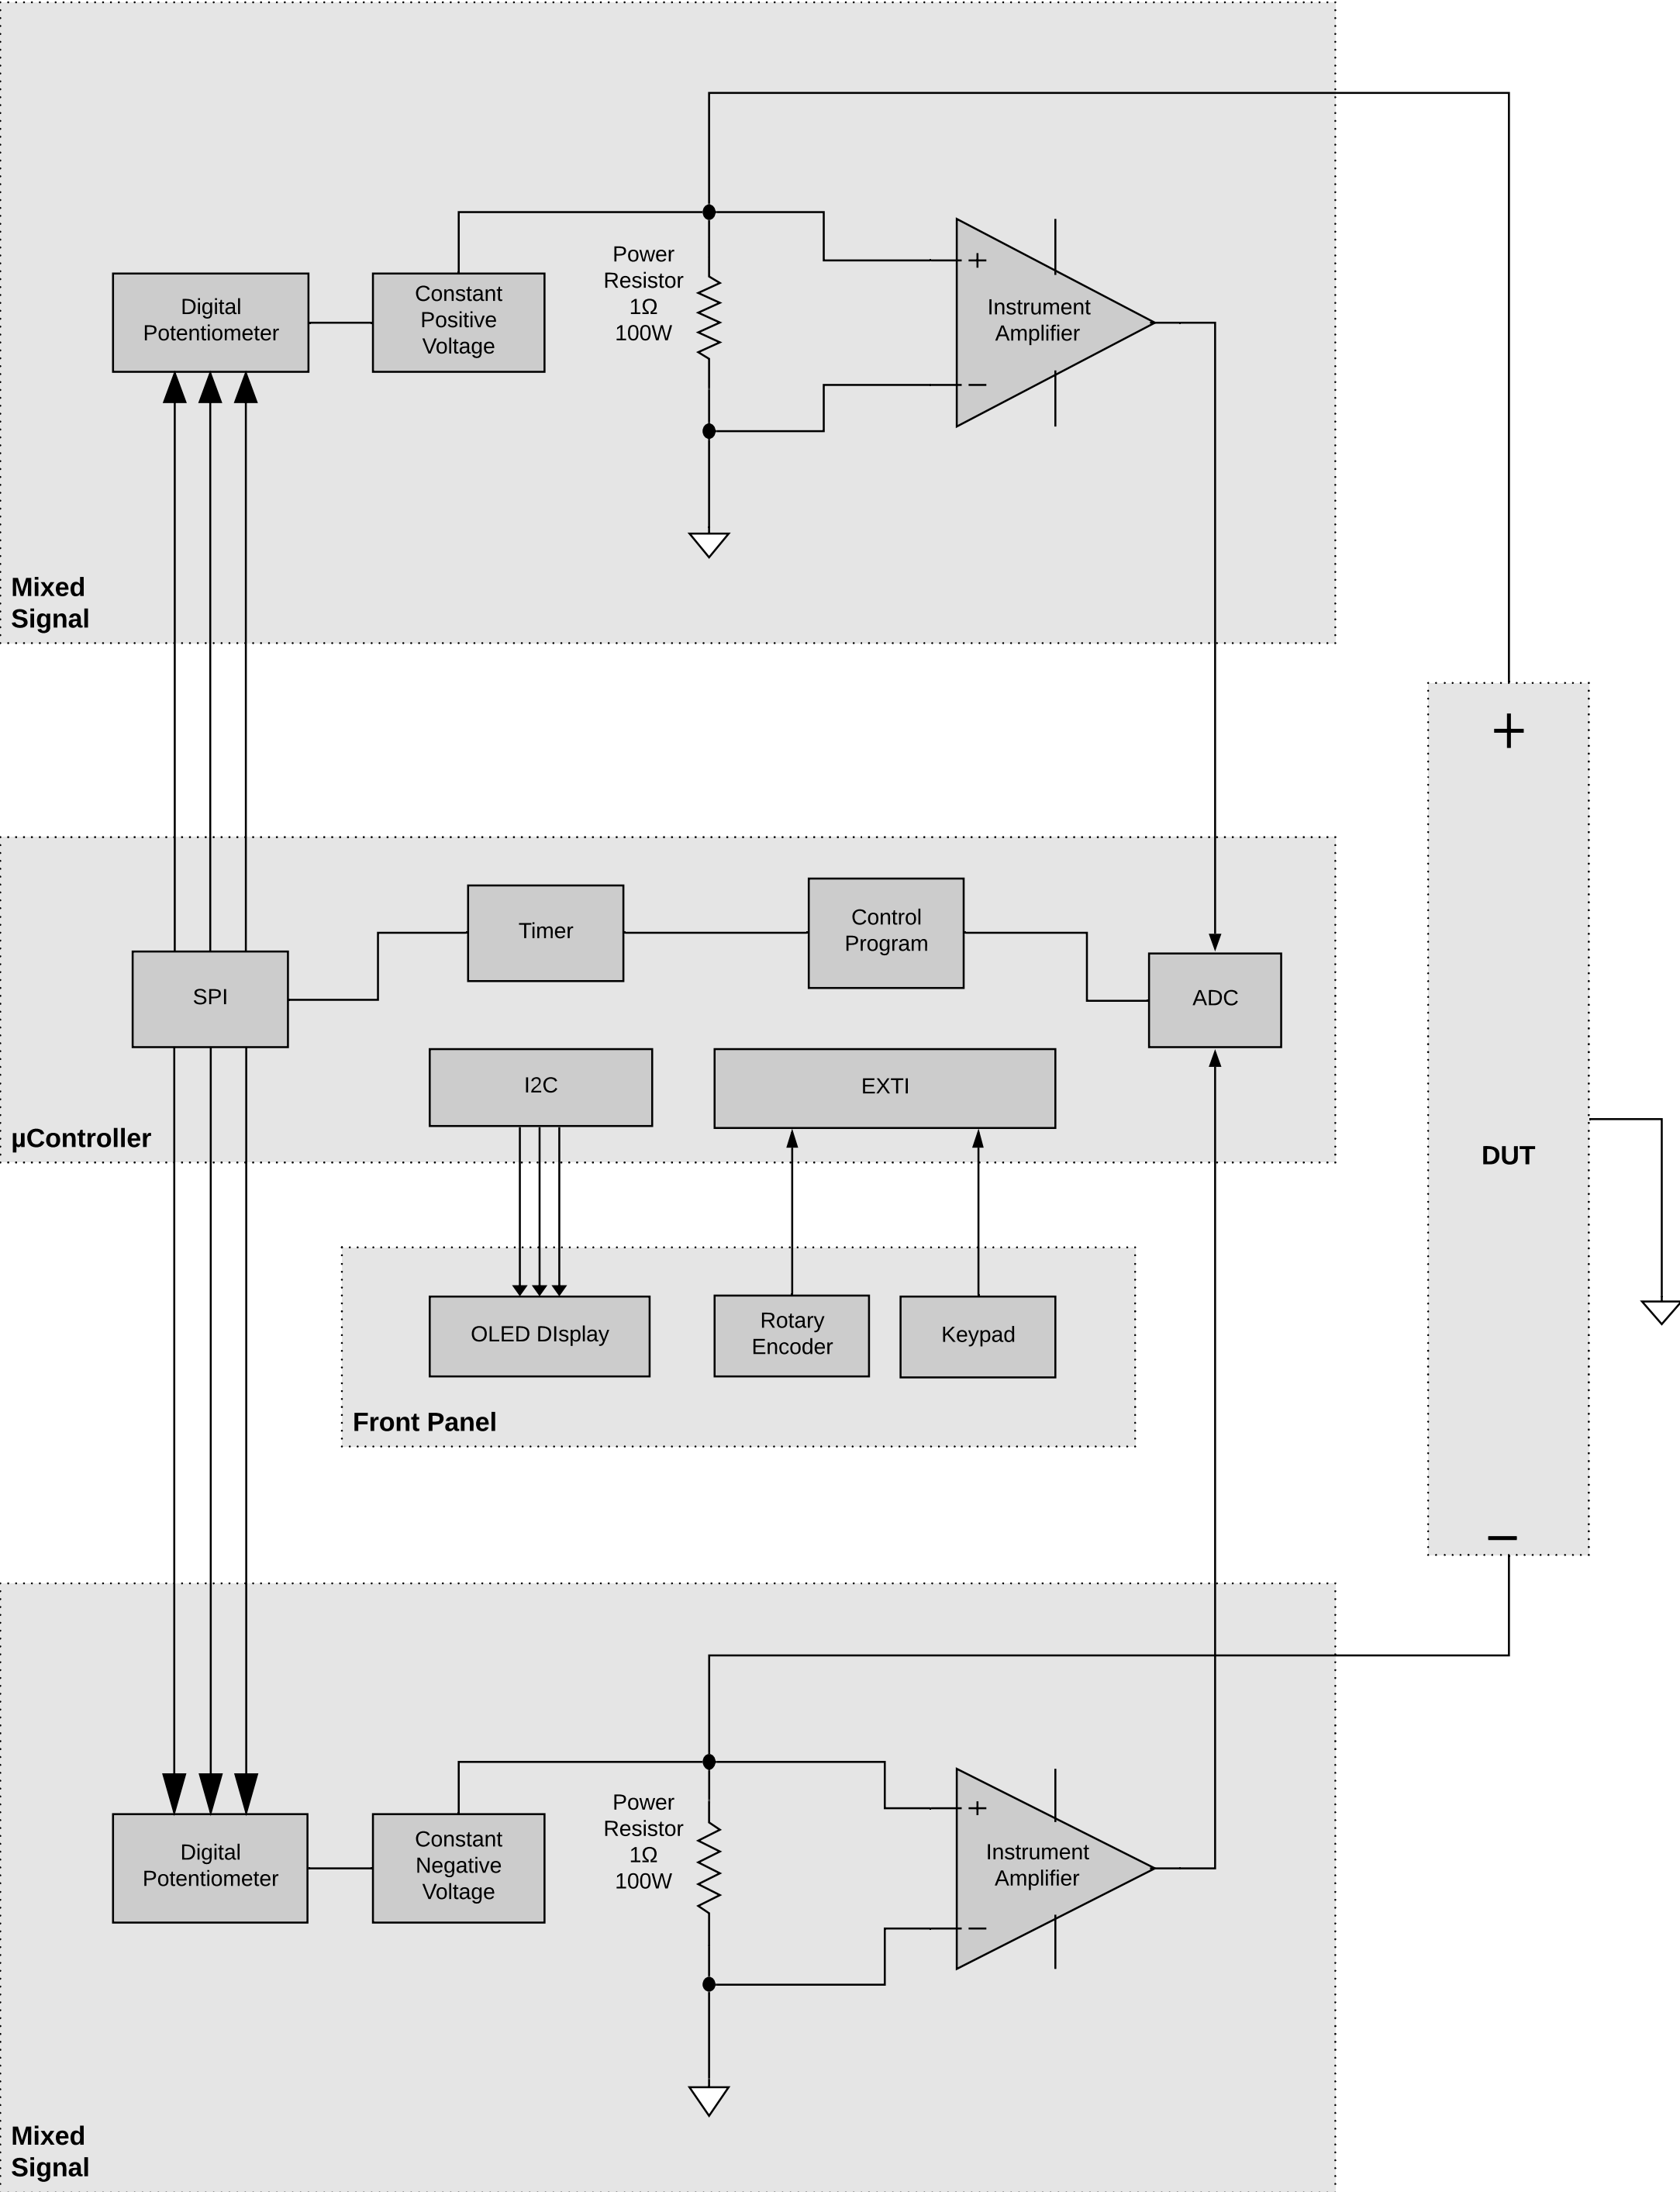 Power
Resistor
1Ω
100W
Digital
Potentiometer
Constant
Positive
Voltage
+
−
Instrument
Amplifier
Mixed
Signal
+
Timer
Control
Program
SPI
ADC
I2C
EXTI
µController
DUT
OLED DIsplay
Rotary
Encoder
Keypad
Front Panel
−
Power
Resistor
1Ω
100W
Digital
Potentiometer
Constant
Negative
Voltage
+
−
Instrument
Amplifier
Mixed
Signal